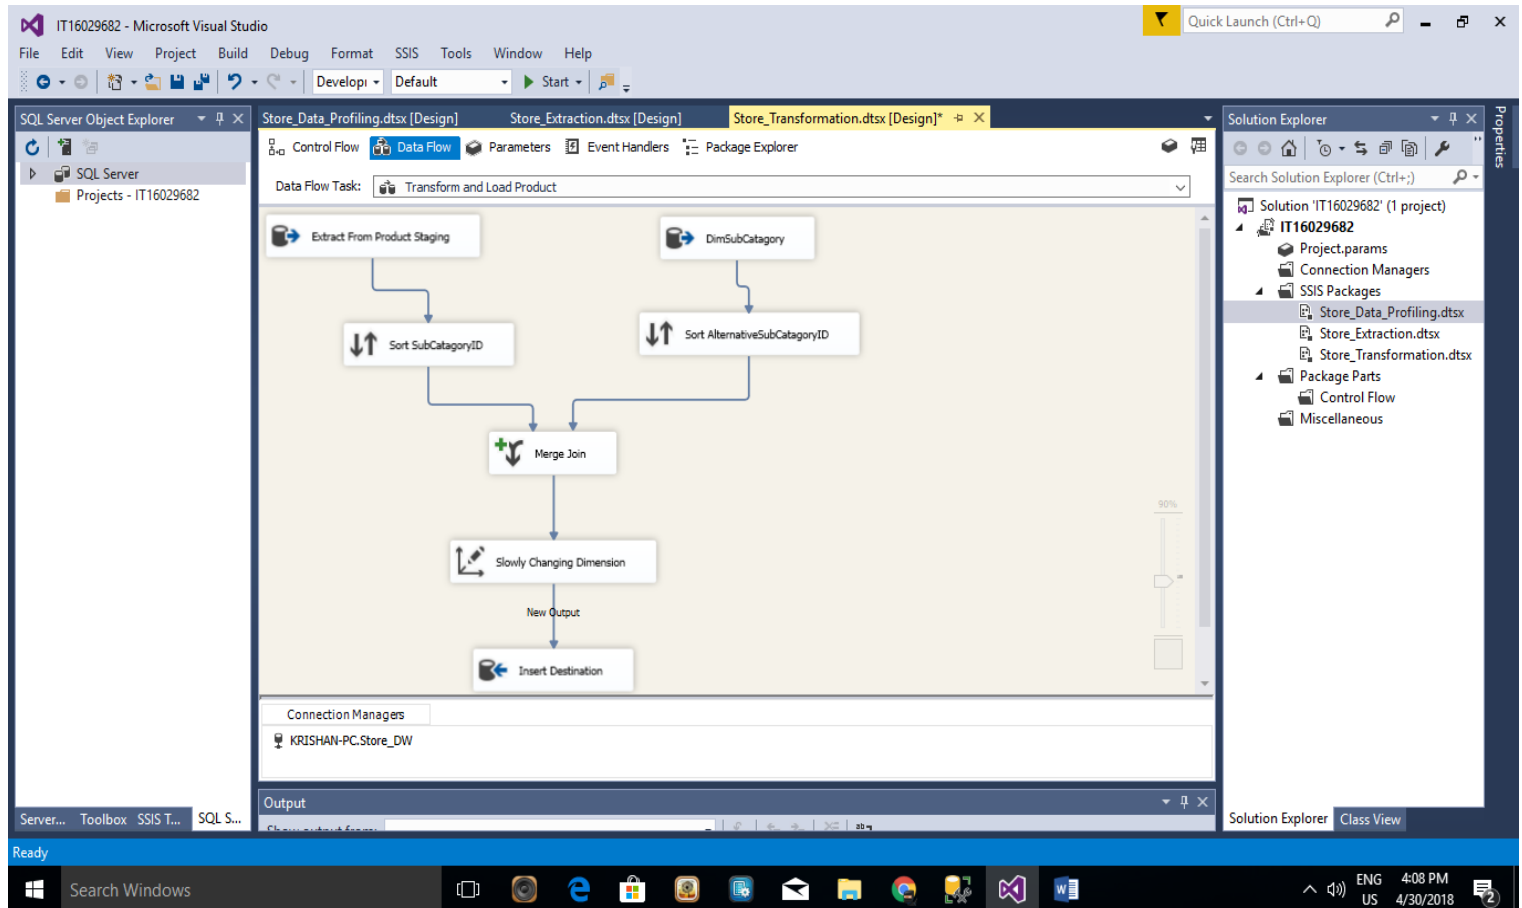 IT16029682 - Microsoft Visual Studio
Quick Launch (Ctrl+Q)
File Edit View Project Build Debug Format SSIS Tools Window Help
Developı Default Start
SQL Server Object Explorer
SQL Server
Projects - IT16029682
Server... Toolbox SSIS T... SQL S...
Store_Data_Profiling.dtsx [Design] Store_Extraction.dtsx [Design] Store_Transformation.dtsx [Design]*
Control Flow Data Flow Parameters Event Handlers Package Explorer
Data Flow Task: Transform and Load Product
Extract From Product Staging
DimSubCatagory
Sort SubCatagoryID
Sort AlternativeSubCatagoryID
Merge Join
Slowly Changing Dimension
New Output
Insert Destination
90%
Connection Managers
KRISHAN-PC.Store_DW
Output
Show output from:
Solution Explorer
Search Solution Explorer (Ctrl+;)
Solution 'IT16029682' (1 project)
IT16029682
Project.params
Connection Managers
SSIS Packages
Store_Data_Profiling.dtsx
Store_Extraction.dtsx
Store_Transformation.dtsx
Package Parts
Control Flow
Miscellaneous
Solution Explorer Class View
Properties
Ready
Search Windows
ENG
US
4:08 PM
4/30/2018
2